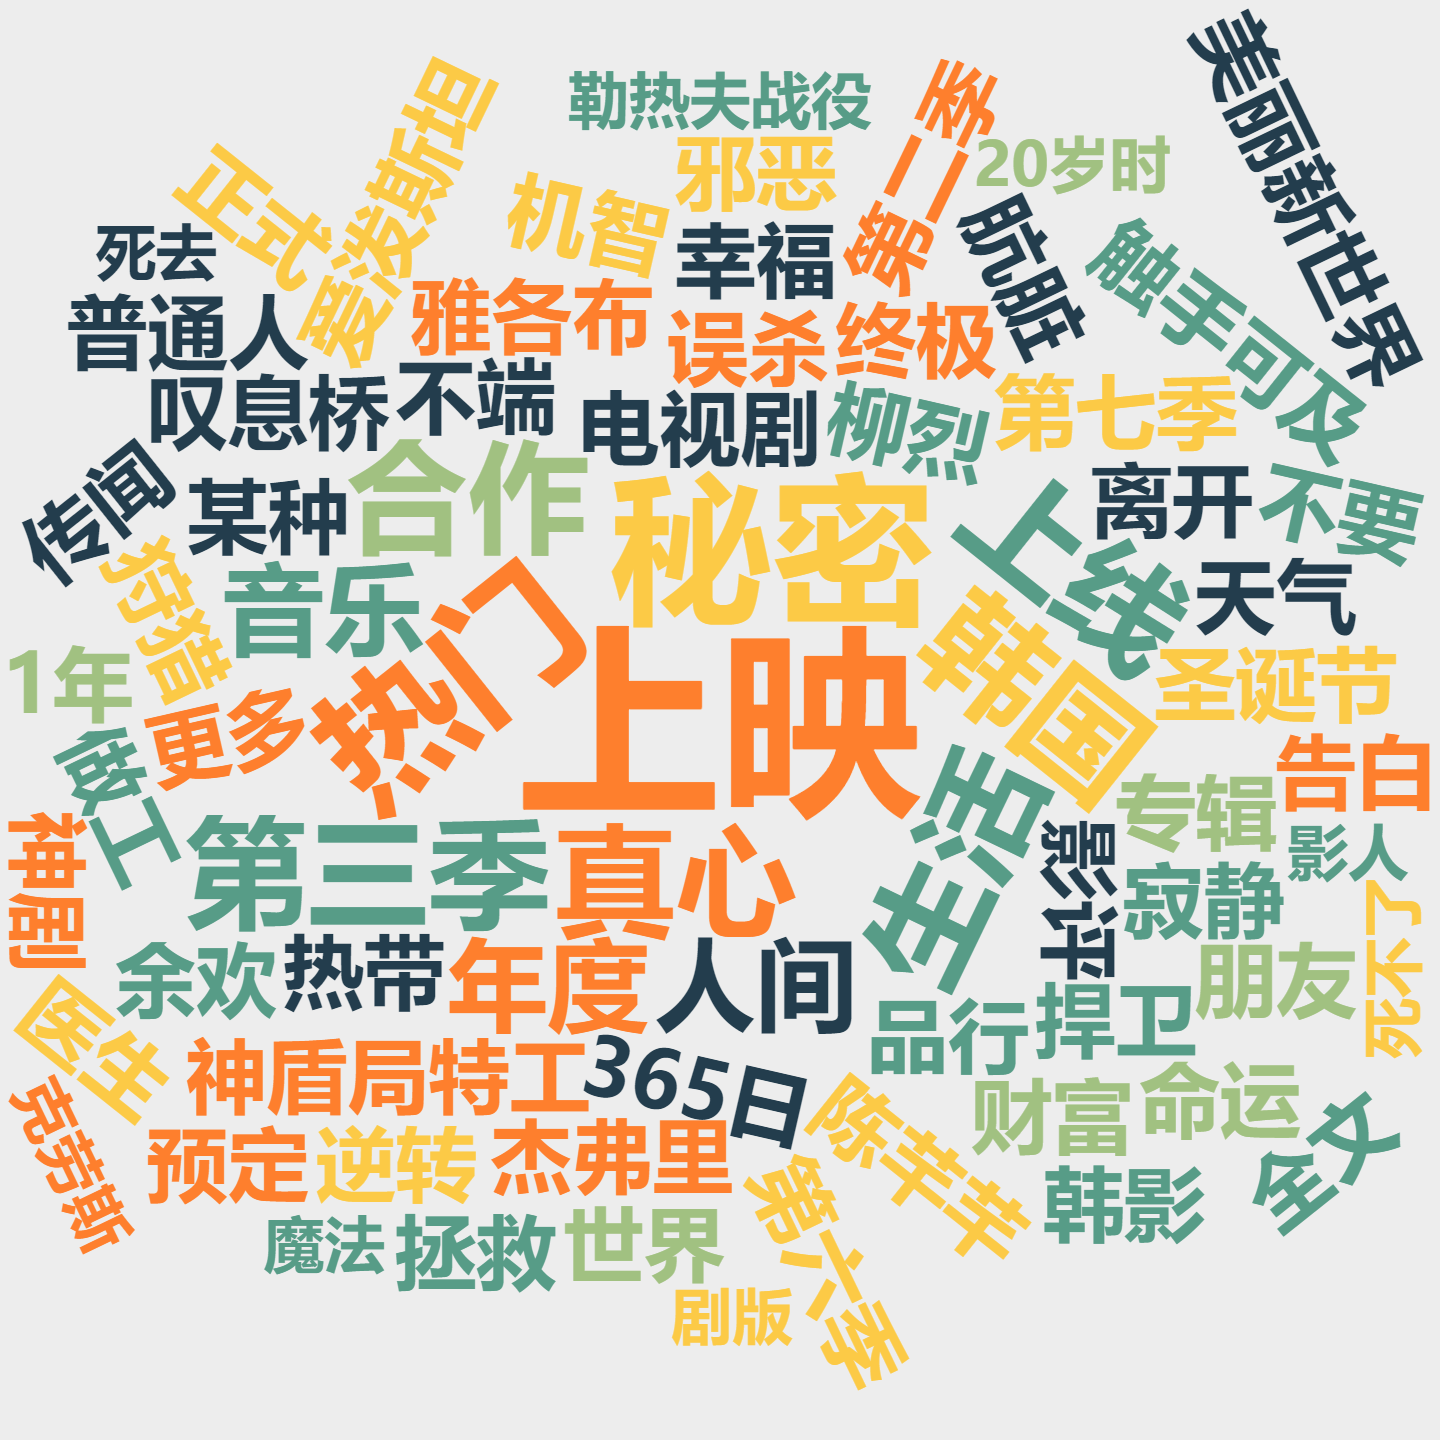 美丽新世界
勒热夫战役
爱泼斯坦
第二季
20岁时
邪恶
正式
机智
死去
幸福
肮脏
触手可及
普通人
雅各布
误杀
终极
叹息桥
不端
电视剧
柳烈
第七季
传闻
某种
合作
秘密
上线
离开
不要
狩猎
音乐
热门
上映
韩国
天气
1年
更多
圣诞节
做工
告白
神剧
第三季
真心
生活
影评
专辑
影人
寂静
死不了
余欢
热带
年度
人间
品行
捍卫
朋友
医生
神盾局特工
365日
财富
命运
克劳斯
预定
逆转
杰弗里
陈芊芊
韩影
全文
魔法
拯救
世界
第六季
剧版